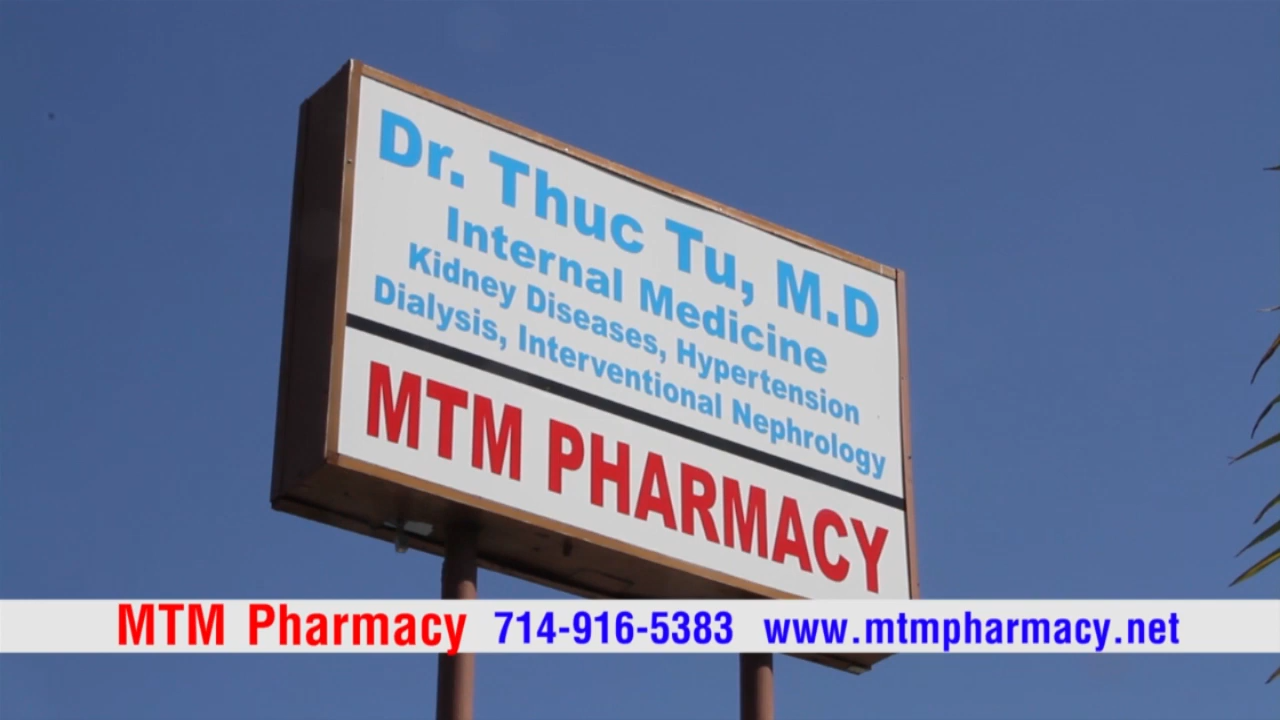 Dr. Thuc Tu, M.D
Internal Medicine
Kidney Diseases, Hypertension
Dialysis, Interventional Nephrology
MTM PHARMACY
MTM Pharmacy 714-916-5383 www.mtmpharmacy.net